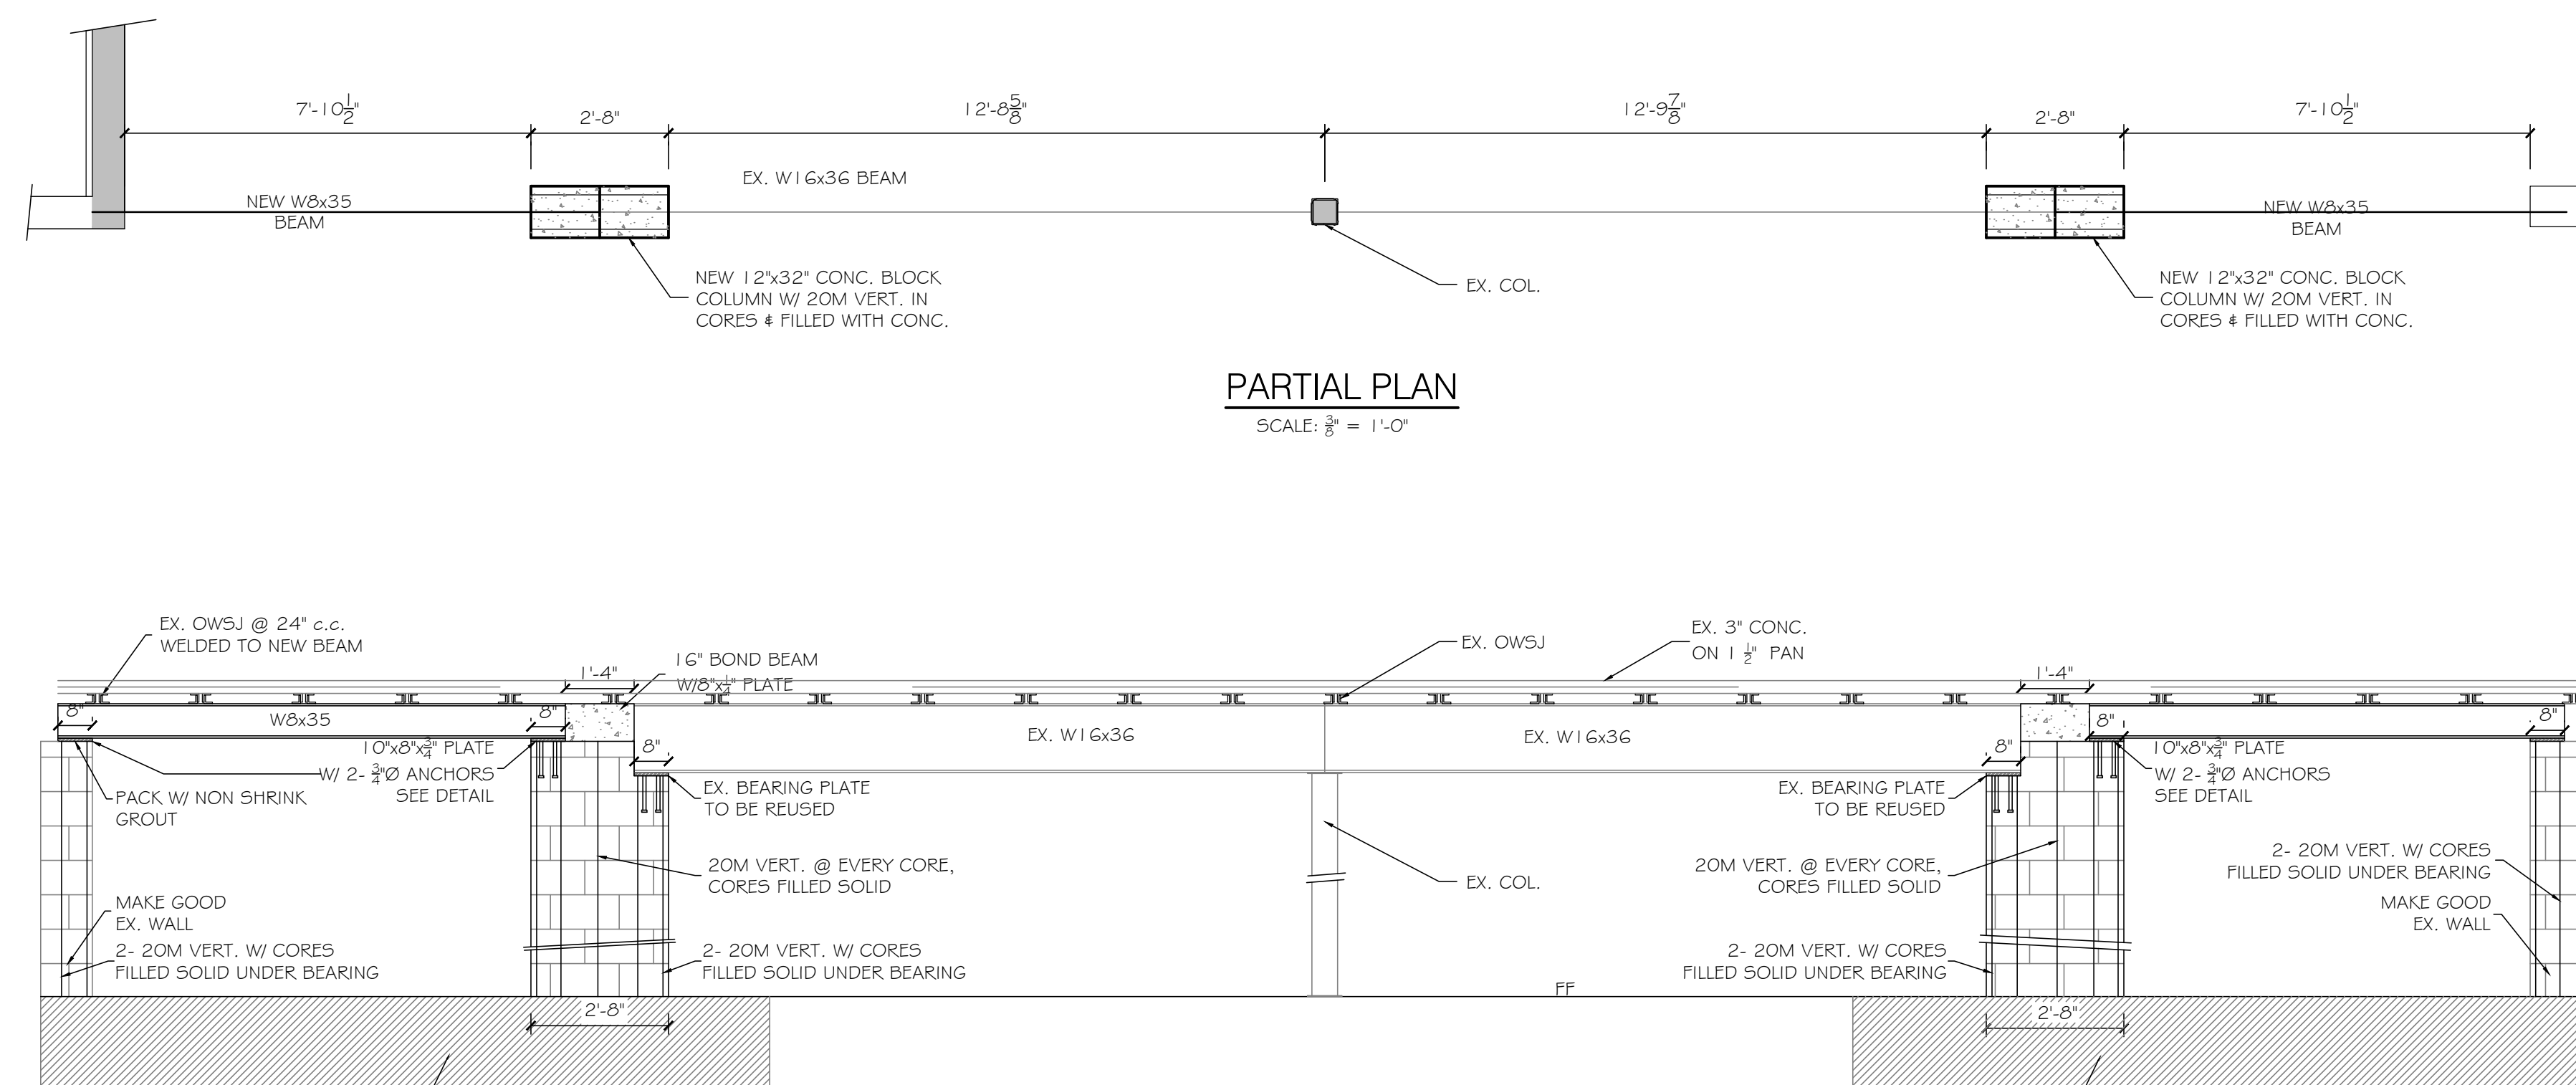 7'-10 1/2"
2'-8"
12'-8 5/8"
12'-9 7/8"
2'-8"
7'-10 1/2"
NEW W8x35
BEAM
EX. W16x36 BEAM
NEW W8x35
BEAM
NEW 12"x32" CONC. BLOCK
COLUMN W/ 20M VERT. IN
CORES & FILLED WITH CONC.
EX. COL.
NEW 12"x32" CONC. BLOCK
COLUMN W/ 20M VERT. IN
CORES & FILLED WITH CONC.
PARTIAL PLAN
SCALE: 3/8" = 1'-0"
EX. OWSJ @ 24" c.c.
WELDED TO NEW BEAM
1'-4"
16" BOND BEAM
W/8"x1/4" PLATE
EX. OWSJ
EX. 3" CONC.
ON 1 1/2" PAN
1'-4"
8"
W8x35
8"
8"
EX. W16x36
EX. W16x36
8"
8"
8"
10"x8"x3/4" PLATE
W/ 2- 3/4"Ø ANCHORS
SEE DETAIL
PACK W/ NON SHRINK
GROUT
EX. BEARING PLATE
TO BE REUSED
EX. BEARING PLATE
TO BE REUSED
10"x8"x3/4" PLATE
W/ 2- 3/4"Ø ANCHORS
SEE DETAIL
20M VERT. @ EVERY CORE,
CORES FILLED SOLID
EX. COL.
20M VERT. @ EVERY CORE,
CORES FILLED SOLID
2- 20M VERT. W/ CORES
FILLED SOLID UNDER BEARING
MAKE GOOD
EX. WALL
MAKE GOOD
EX. WALL
2- 20M VERT. W/ CORES
FILLED SOLID UNDER BEARING
2- 20M VERT. W/ CORES
FILLED SOLID UNDER BEARING
2- 20M VERT. W/ CORES
FILLED SOLID UNDER BEARING
FF
2'-8"
2'-8"